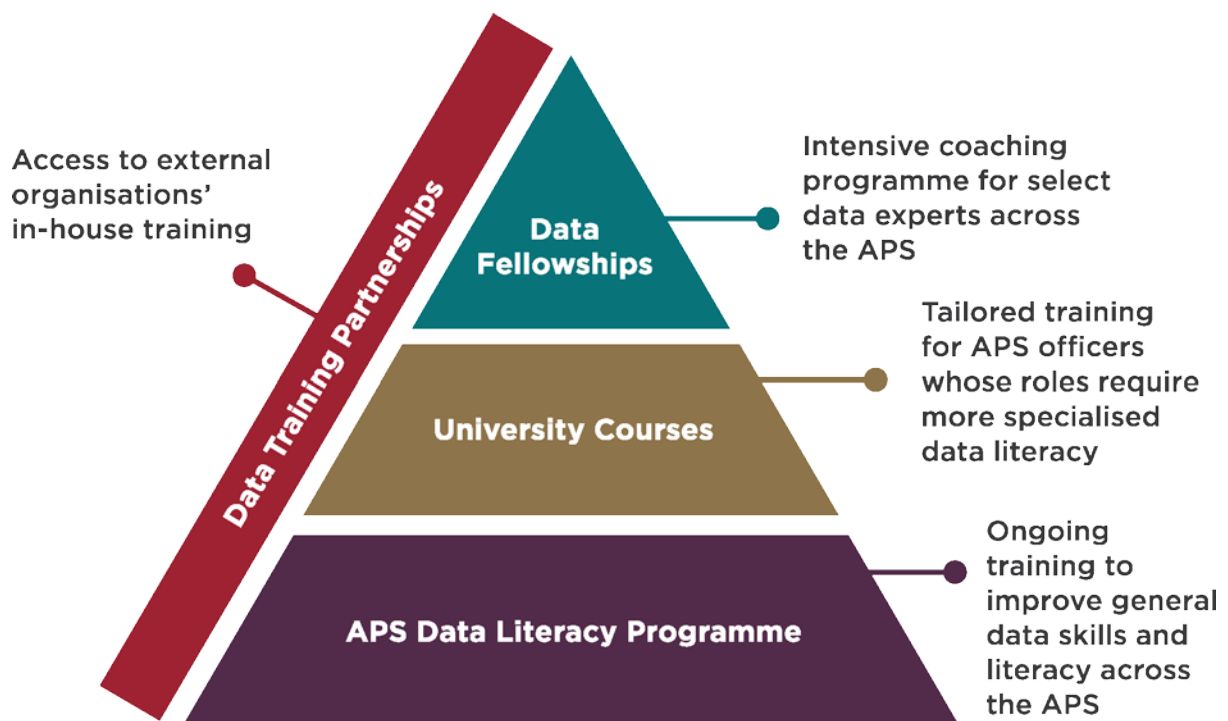 Access to external
organisations’
in-house training
Data Training Partnerships
Data
Fellowships
Intensive coaching
programme for select
data experts across
the APS
University Courses
Tailored training
for APS officers
whose roles require
more specialised
data literacy
APS Data Literacy Programme
Ongoing
training to
improve general
data skills and
literacy across
the APS